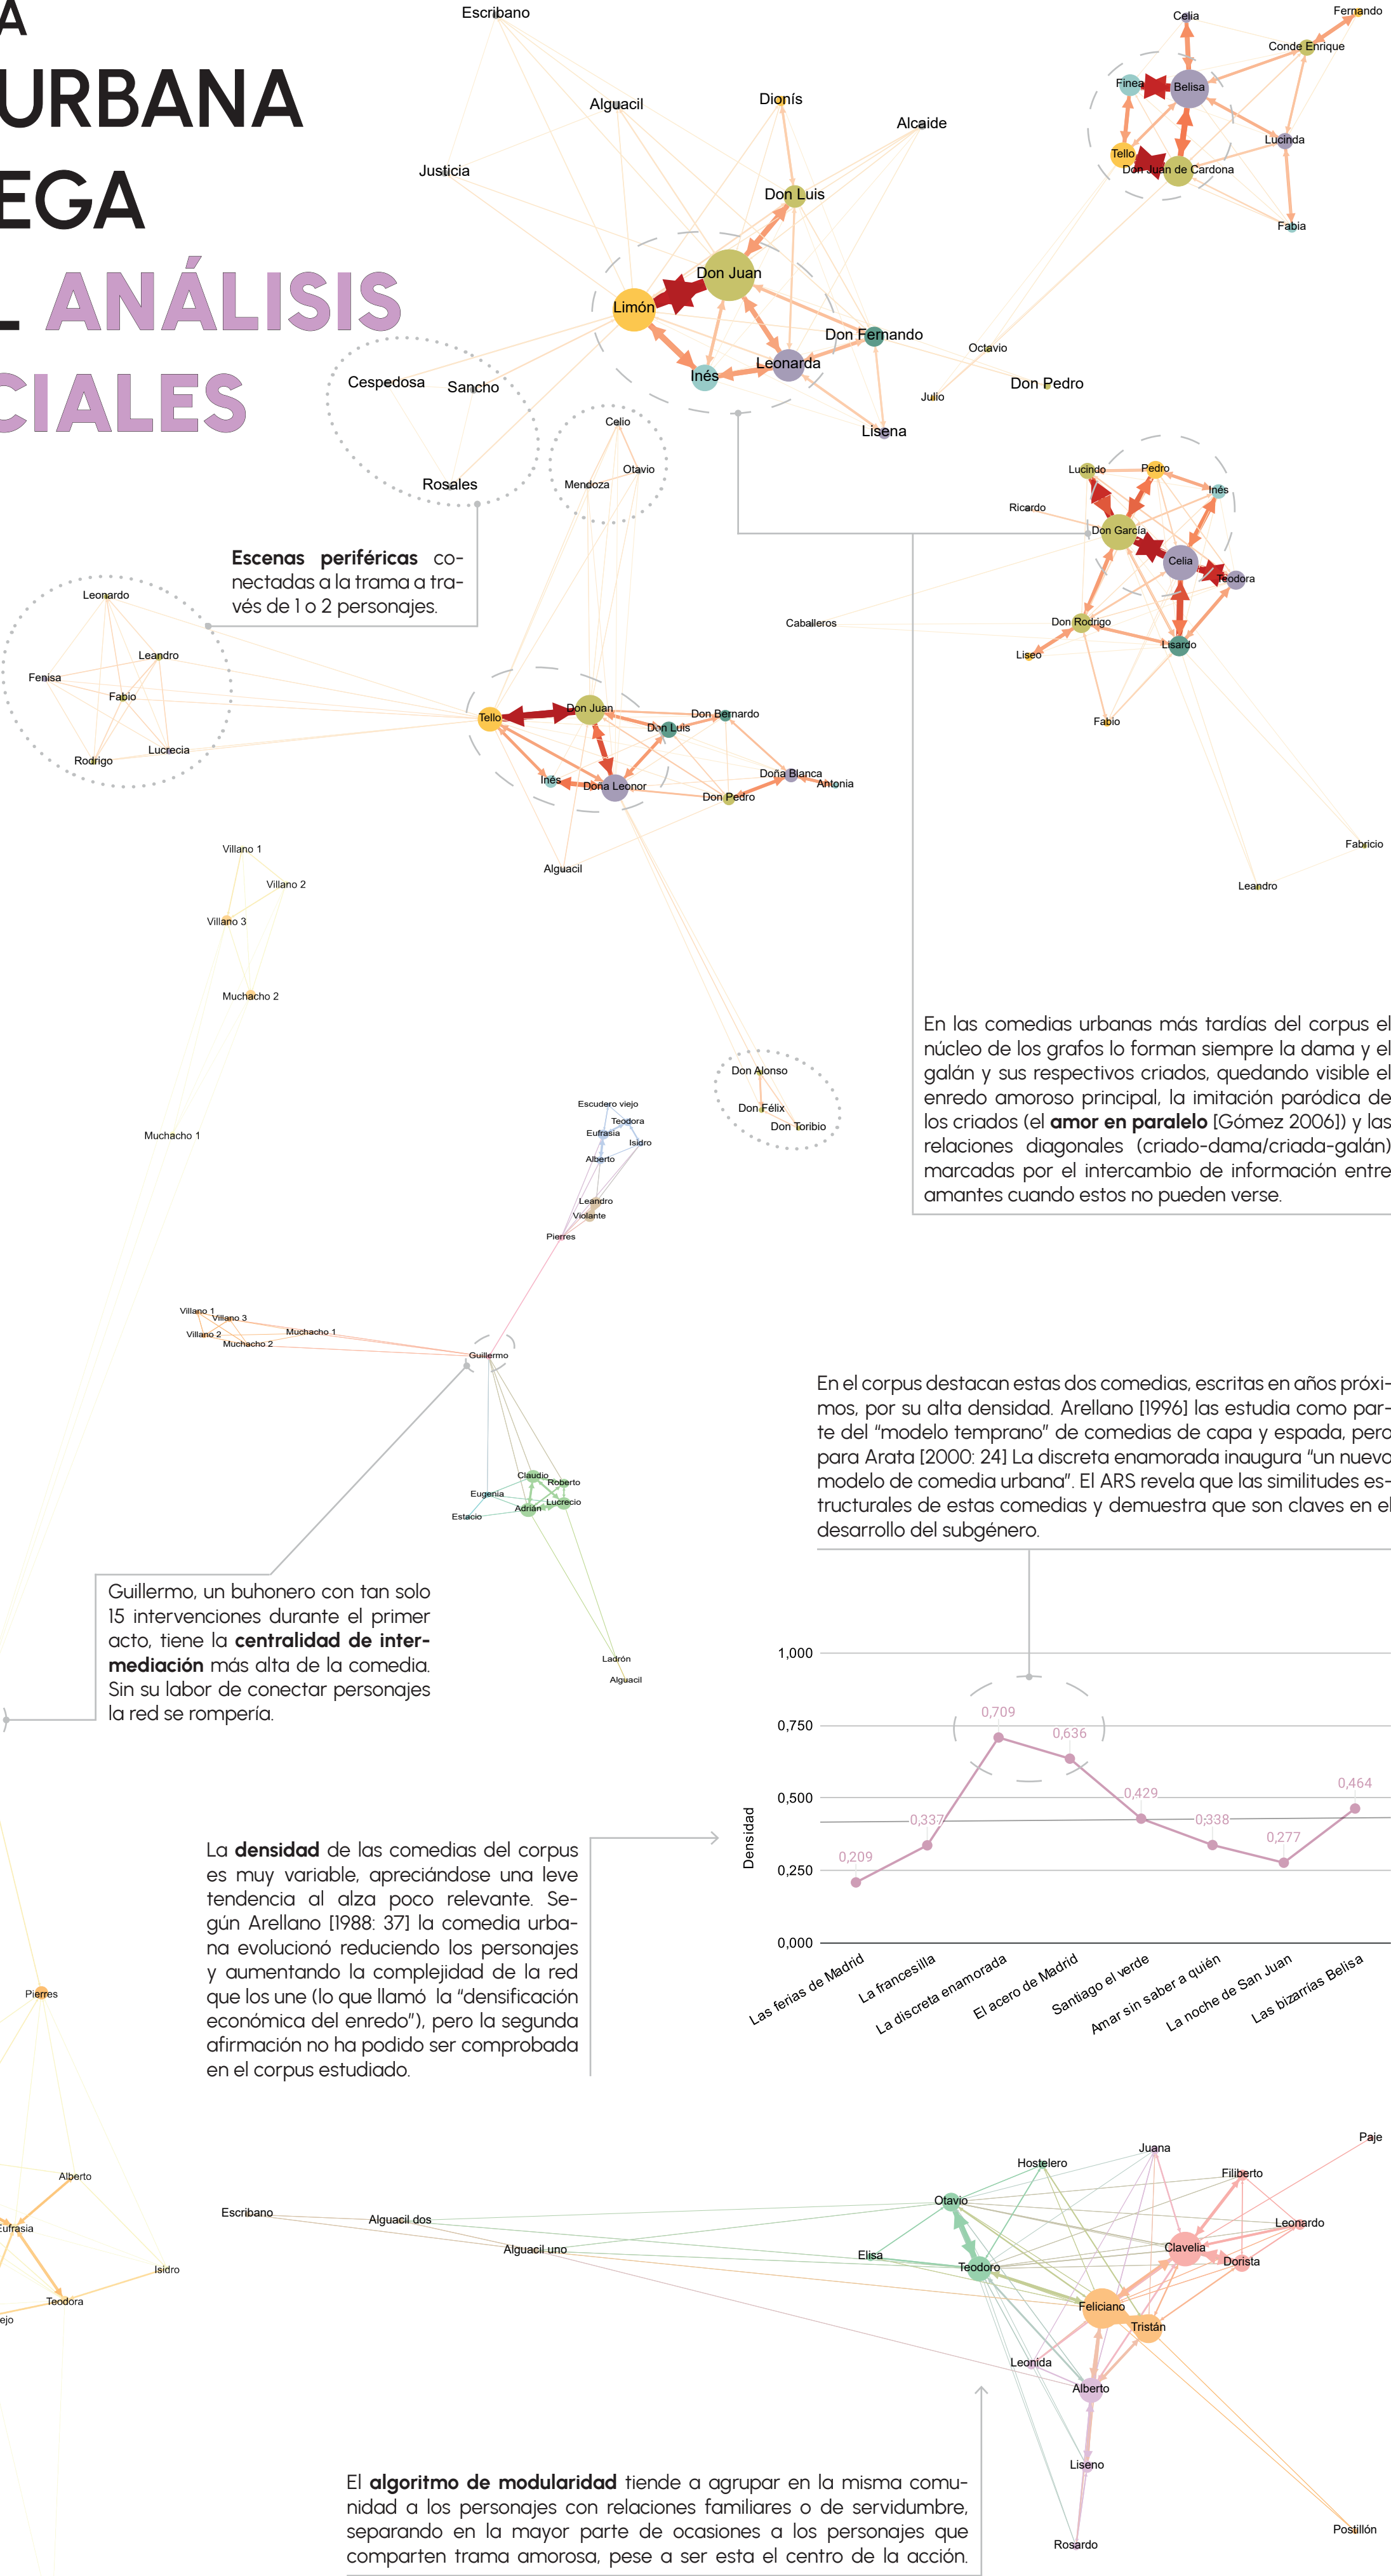 A
URBANA
EGA
L ANÁLISIS
CIALES
Escribano
Alguacil
Dionís
Alcaide
Justicia
Don Luis
Don Juan
Limón
Don Fernando
Leonarda
Inés
Lisena
Don Pedro
Cespedosa
Sancho
Rosales
Celia
Fernando
Conde Enrique
Finea
Belisa
Lucinda
Tello
Don Juan de Cardona
Fabia
Octavio
Julio
Celio
Otavio
Mendoza
Lucindo
Pedro
Inés
Ricardo
Don García
Celia
Teodora
Caballeros
Don Rodrigo
Lisardo
Liseo
Fabio
Fabricio
Leandro
Escenas periféricas co-
nectadas a la trama a tra-
vés de 1 o 2 personajes.
Leonardo
Leandro
Fenisa
Fabio
Lucrecia
Rodrigo
Tello
Don Juan
Don Luis
Don Bernardo
Inés
Doña Leonor
Doña Blanca
Antonia
Don Pedro
Alguacil
Villano 1
Villano 2
Villano 3
Muchacho 2
Muchacho 1
Don Alonso
Don Félix
Don Toribio
En las comedias urbanas más tardías del corpus el
núcleo de los grafos lo forman siempre la dama y el
galán y sus respectivos criados, quedando visible el
enredo amoroso principal, la imitación paródica de
los criados (el amor en paralelo [Gómez 2006]) y las
relaciones diagonales (criado-dama/criada-galán)
marcadas por el intercambio de información entre
amantes cuando estos no pueden verse.
Escudero viejo
Teodora
Eufrasia
Isidro
Alberto
Leandro
Violante
Pierres
Villano 1
Villano 3
Villano 2
Muchacho 1
Muchacho 2
Guillermo
Claudio
Roberto
Eugenia
Lucrecio
Adrián
Estacio
Ladrón
Alguacil
Guillermo, un buhonero con tan solo
15 intervenciones durante el primer
acto, tiene la centralidad de inter-
mediación más alta de la comedia.
Sin su labor de conectar personajes
la red se rompería.
En el corpus destacan estas dos comedias, escritas en años próxi-
mos, por su alta densidad. Arellano [1996] las estudia como par-
te del “modelo temprano” de comedias de capa y espada, pero
para Arata [2000: 24] La discreta enamorada inaugura “un nuevo
modelo de comedia urbana”. El ARS revela que las similitudes es-
tructurales de estas comedias y demuestra que son claves en el
desarrollo del subgénero.
La densidad de las comedias del corpus
es muy variable, apreciándose una leve
tendencia al alza poco relevante. Se-
gún Arellano [1988: 37] la comedia urba-
na evolucionó reduciendo los personajes
y aumentando la complejidad de la red
que los une (lo que llamó la “densificación
económica del enredo”), pero la segunda
afirmación no ha podido ser comprobada
en el corpus estudiado.
Densidad
1,000
0,750
0,500
0,250
0,000
0,209
0,337
0,709
0,636
0,429
0,338
0,277
0,464
Las ferias de Madrid
La francesilla
La discreta enamorada
El acero de Madrid
Santiago el verde
Amar sin saber a quién
La noche de San Juan
Las bizarrías Belisa
Pierres
Alberto
Eufrasia
Isidro
Teodora
ejo
Escribano
Alguacil dos
Alguacil uno
Hostelero
Juana
Paje
Filiberto
Otavio
Leonardo
Elisa
Clavelia
Dorista
Teodoro
Feliciano
Tristán
Leonida
Alberto
Liseno
Rosardo
Postillón
El algoritmo de modularidad tiende a agrupar en la misma comu-
nidad a los personajes con relaciones familiares o de servidumbre,
separando en la mayor parte de ocasiones a los personajes que
comparten trama amorosa, pese a ser esta el centro de la acción.